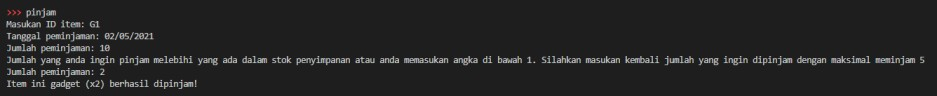 >>> pinjam
Masukan ID item: G1
Tanggal peminjaman: 02/05/2021
Jumlah peminjaman: 10
Jumlah yang anda ingin pinjam melebihi yang ada dalam stok penyimpanan atau anda memasukan angka di bawah 1. Silahkan masukan kembali jumlah yang ingin dipinjam dengan maksimal meminjam 5
Jumlah peminjaman: 2
Item ini gadget (x2) berhasil dipinjam!